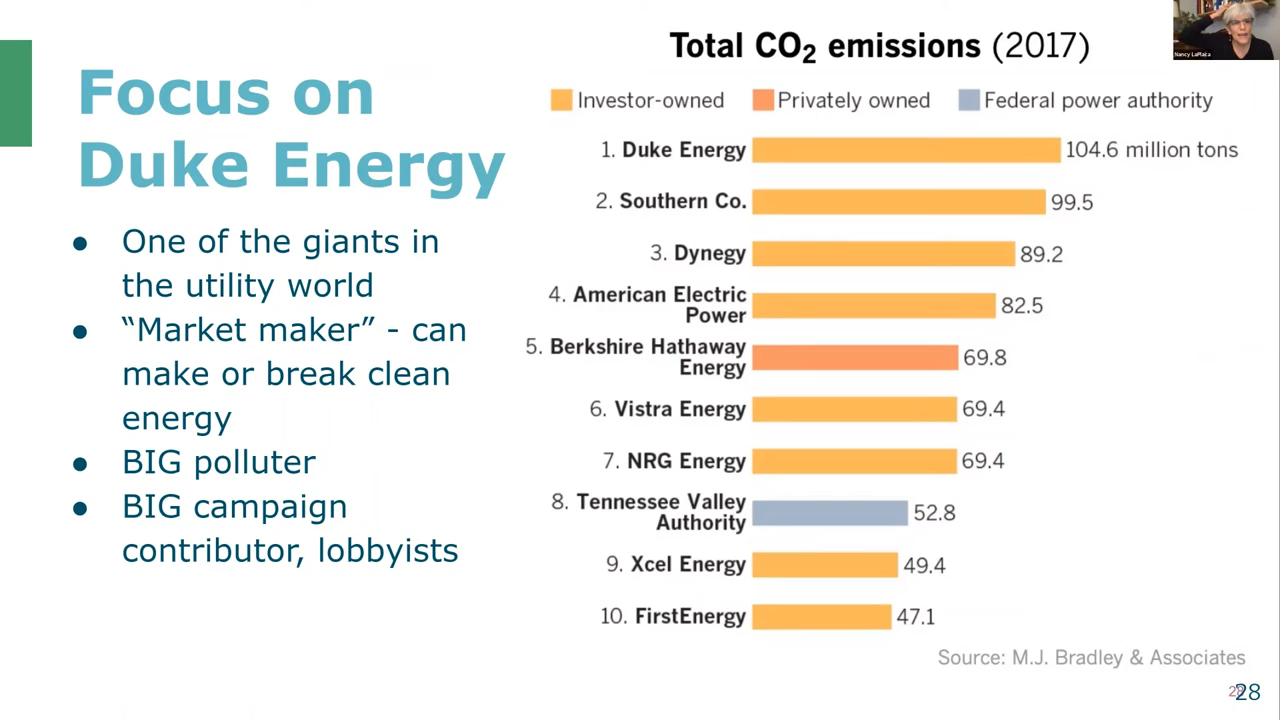 Focus on
Duke Energy
● One of the giants in
the utility world
● “Market maker” - can
make or break clean
energy
● BIG polluter
● BIG campaign
contributor, lobbyists
Total CO2 emissions (2017)
Investor-owned Privately owned Federal power authority
1. Duke Energy 104.6 million tons
2. Southern Co. 99.5
3. Dynegy 89.2
4. American Electric
Power 82.5
5. Berkshire Hathaway
Energy 69.8
6. Vistra Energy 69.4
7. NRG Energy 69.4
8. Tennessee Valley
Authority 52.8
9. Xcel Energy 49.4
10. FirstEnergy 47.1
Source: M.J. Bradley & Associates
28
Nancy LaPlaca